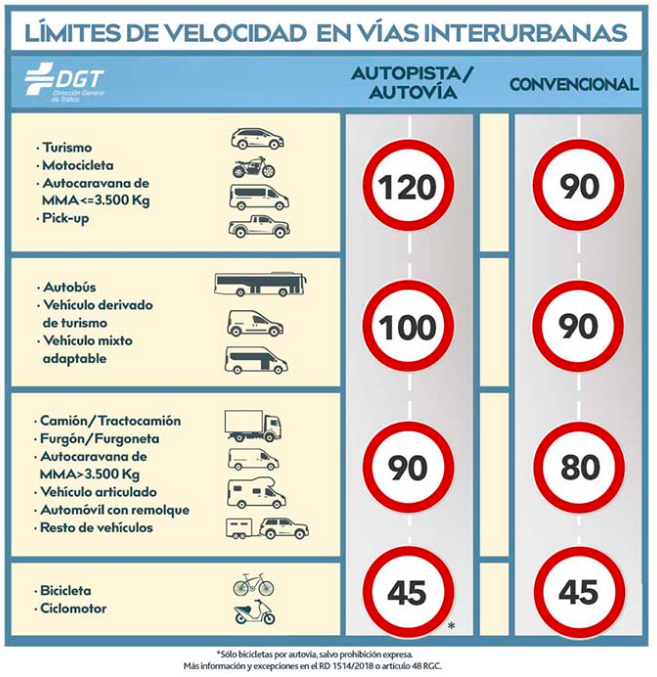 LÍMITES DE VELOCIDAD EN VÍAS INTERURBANAS
DGT
Dirección General
de Tráfico
AUTOPISTA/
AUTOVÍA
CONVENCIONAL
· Turismo
· Motocicleta
· Autocaravana de
MMA<=3.500 Kg
· Pick-up
120
90
· Autobús
· Vehículo derivado
de turismo
· Vehículo mixto
adaptable
100
90
· Camión/Tractocamión
· Furgón/Furgoneta
· Autocaravana de
MMA>3.500 Kg
· Vehículo articulado
· Automóvil con remolque
· Resto de vehículos
90
80
· Bicicleta
· Ciclomotor
45
*
45
*Sólo bicicletas por autovía, salvo prohibición expresa.
Más información y excepciones en el RD 1514/2018 o artículo 48 RGC.